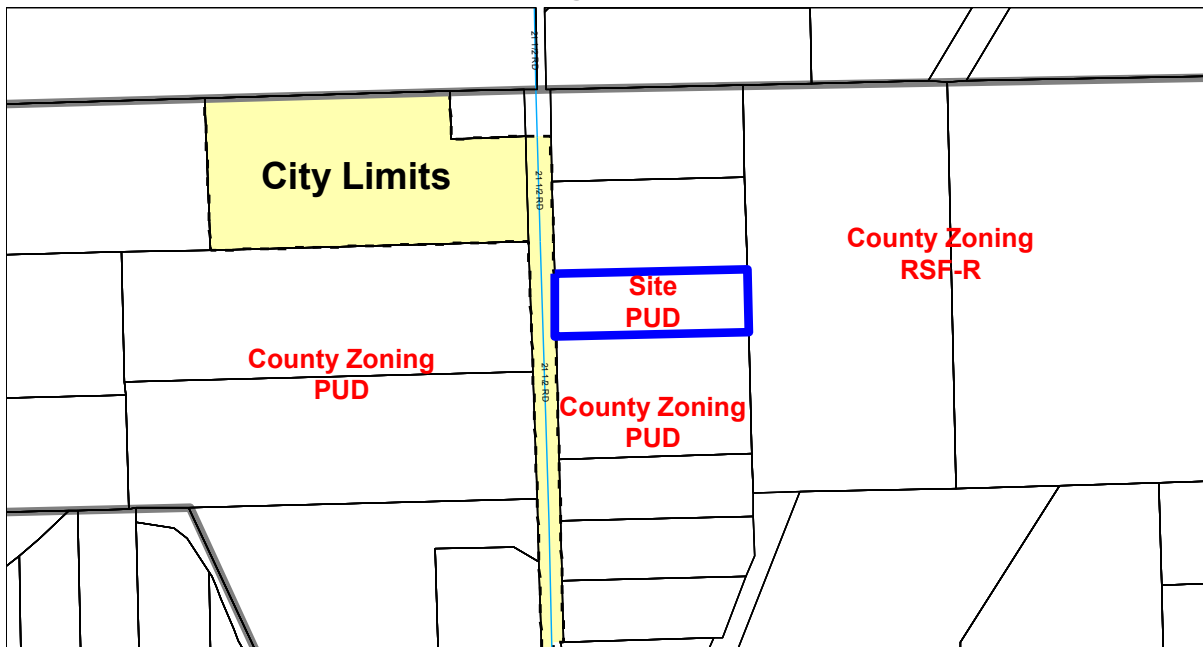 21 1/2 RD
City Limits
21 1/2 RD
County Zoning
RSF-R
Site
PUD
County Zoning
PUD
21 1/2 RD
County Zoning
PUD